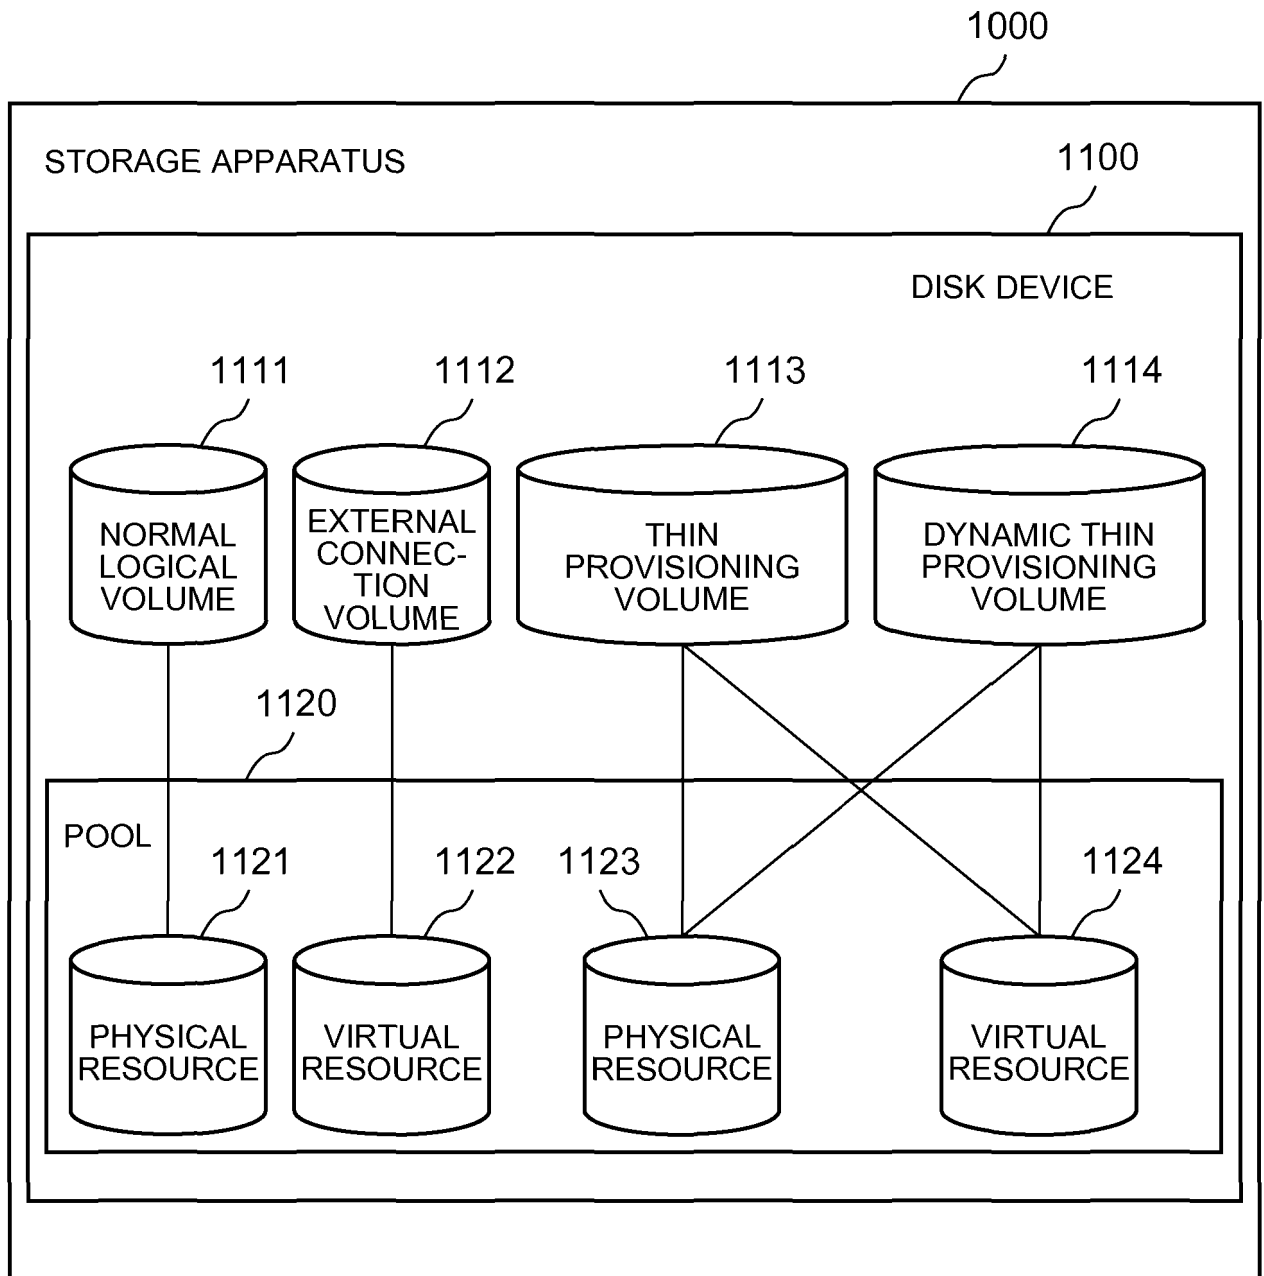 1000
STORAGE APPARATUS
1100
DISK DEVICE
1111
1112
1113
1114
NORMAL
LOGICAL
VOLUME
EXTERNAL
CONNEC-
TION
VOLUME
THIN
PROVISIONING
VOLUME
DYNAMIC THIN
PROVISIONING
VOLUME
1120
POOL
1121
1122
1123
1124
PHYSICAL
RESOURCE
VIRTUAL
RESOURCE
PHYSICAL
RESOURCE
VIRTUAL
RESOURCE